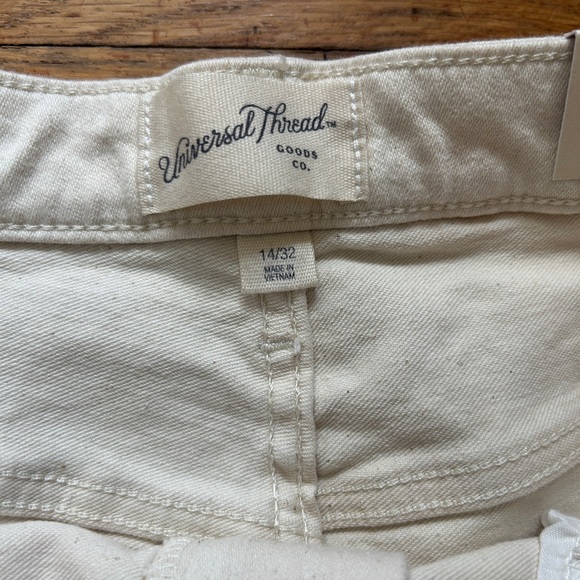 Universal Thread™
GOODS
CO.
14/32
MADE IN
VIETNAM